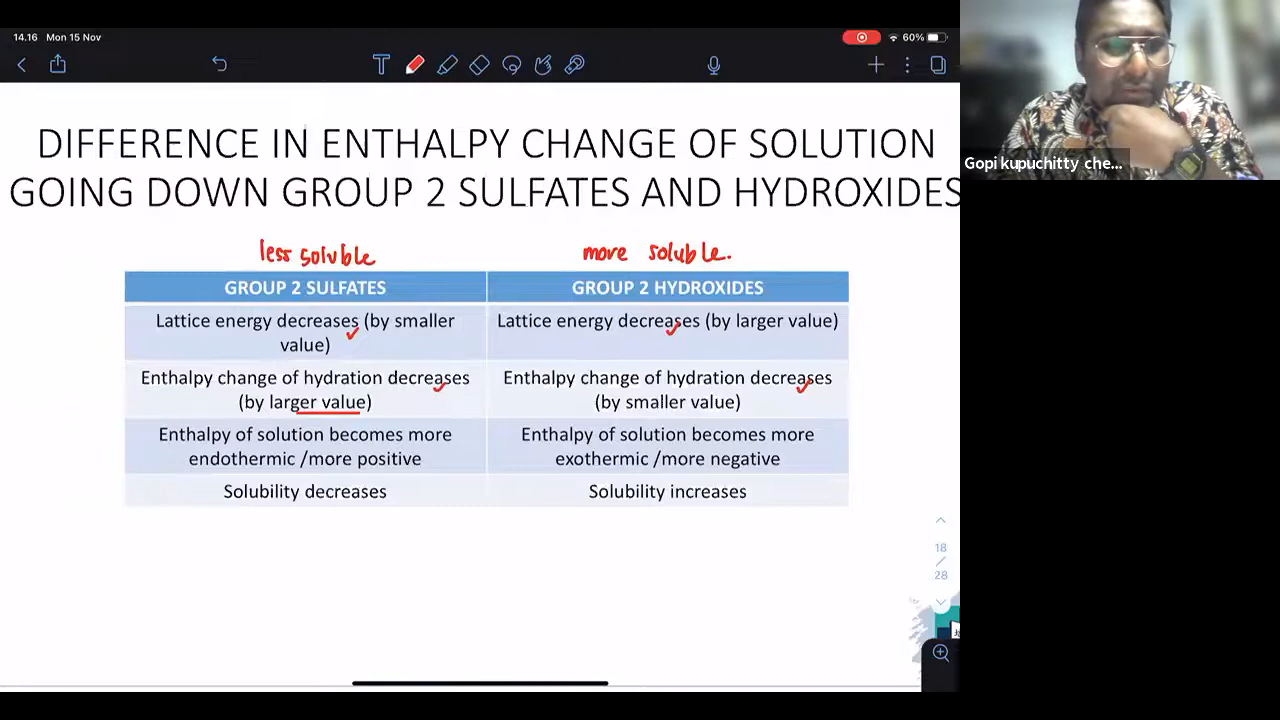 14.16 Mon 15 Nov
60%
T
DIFFERENCE IN ENTHALPY CHANGE OF SOLUTION
GOING DOWN GROUP 2 SULFATES AND HYDROXIDES
less soluble
more soluble.
GROUP 2 SULFATES
GROUP 2 HYDROXIDES
Lattice energy decreases (by smaller
value)
Lattice energy decreases (by larger value)
Enthalpy change of hydration decreases
(by larger value)
Enthalpy change of hydration decreases
(by smaller value)
Enthalpy of solution becomes more
endothermic /more positive
Enthalpy of solution becomes more
exothermic /more negative
Solubility decreases
Solubility increases
18
/
28
Gopi kupuchitty che...